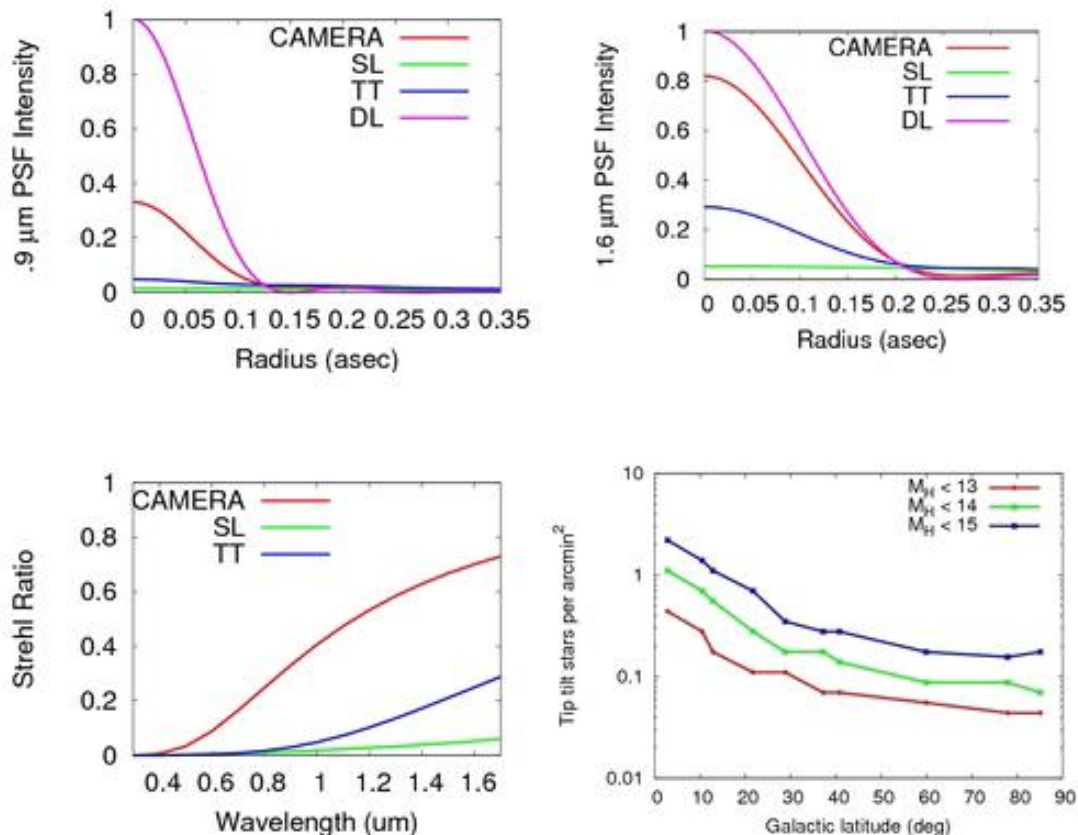 .9 μm PSF Intensity
1
0.8
0.6
0.4
0.2
0
CAMERA
SL
TT
DL
0 0.05 0.1 0.15 0.2 0.25 0.3 0.35
Radius (asec)
1.6 μm PSF Intensity
1
0.8
0.6
0.4
0.2
0
CAMERA
SL
TT
DL
0 0.05 0.1 0.15 0.2 0.25 0.3 0.35
Radius (asec)
Strehl Ratio
1
0.8
0.6
0.4
0.2
0
CAMERA
SL
TT
0.4 0.6 0.8 1 1.2 1.4 1.6
Wavelength (um)
Tip tilt stars per arcmin²
10
1
0.1
0.01
M_H < 13
M_H < 14
M_H < 15
0 10 20 30 40 50 60 70 80 90
Galactic latitude (deg)